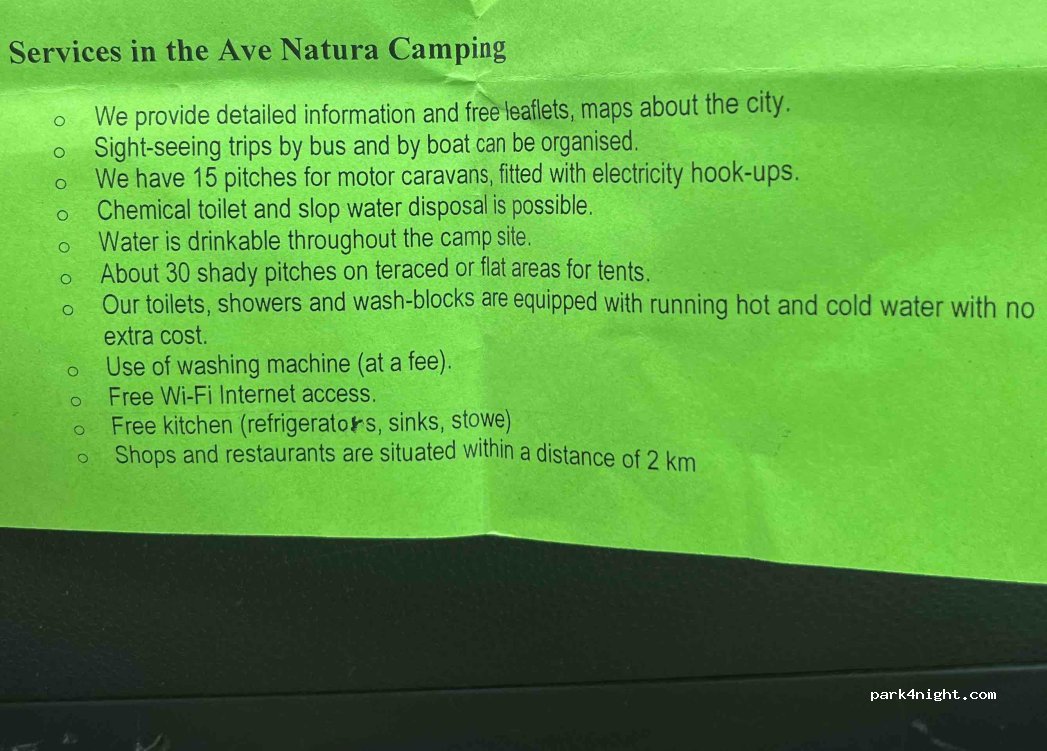 Services in the Ave Natura Camping
○ We provide detailed information and free leaflets, maps about the city.
○ Sight-seeing trips by bus and by boat can be organised.
○ We have 15 pitches for motor caravans, fitted with electricity hook-ups.
○ Chemical toilet and slop water disposal is possible.
○ Water is drinkable throughout the camp site.
○ About 30 shady pitches on teraced or flat areas for tents.
○ Our toilets, showers and wash-blocks are equipped with running hot and cold water with no
extra cost.
○ Use of washing machine (at a fee).
○ Free Wi-Fi Internet access.
○ Free kitchen (refrigerators, sinks, stowe)
○ Shops and restaurants are situated within a distance of 2 km
park4night.com